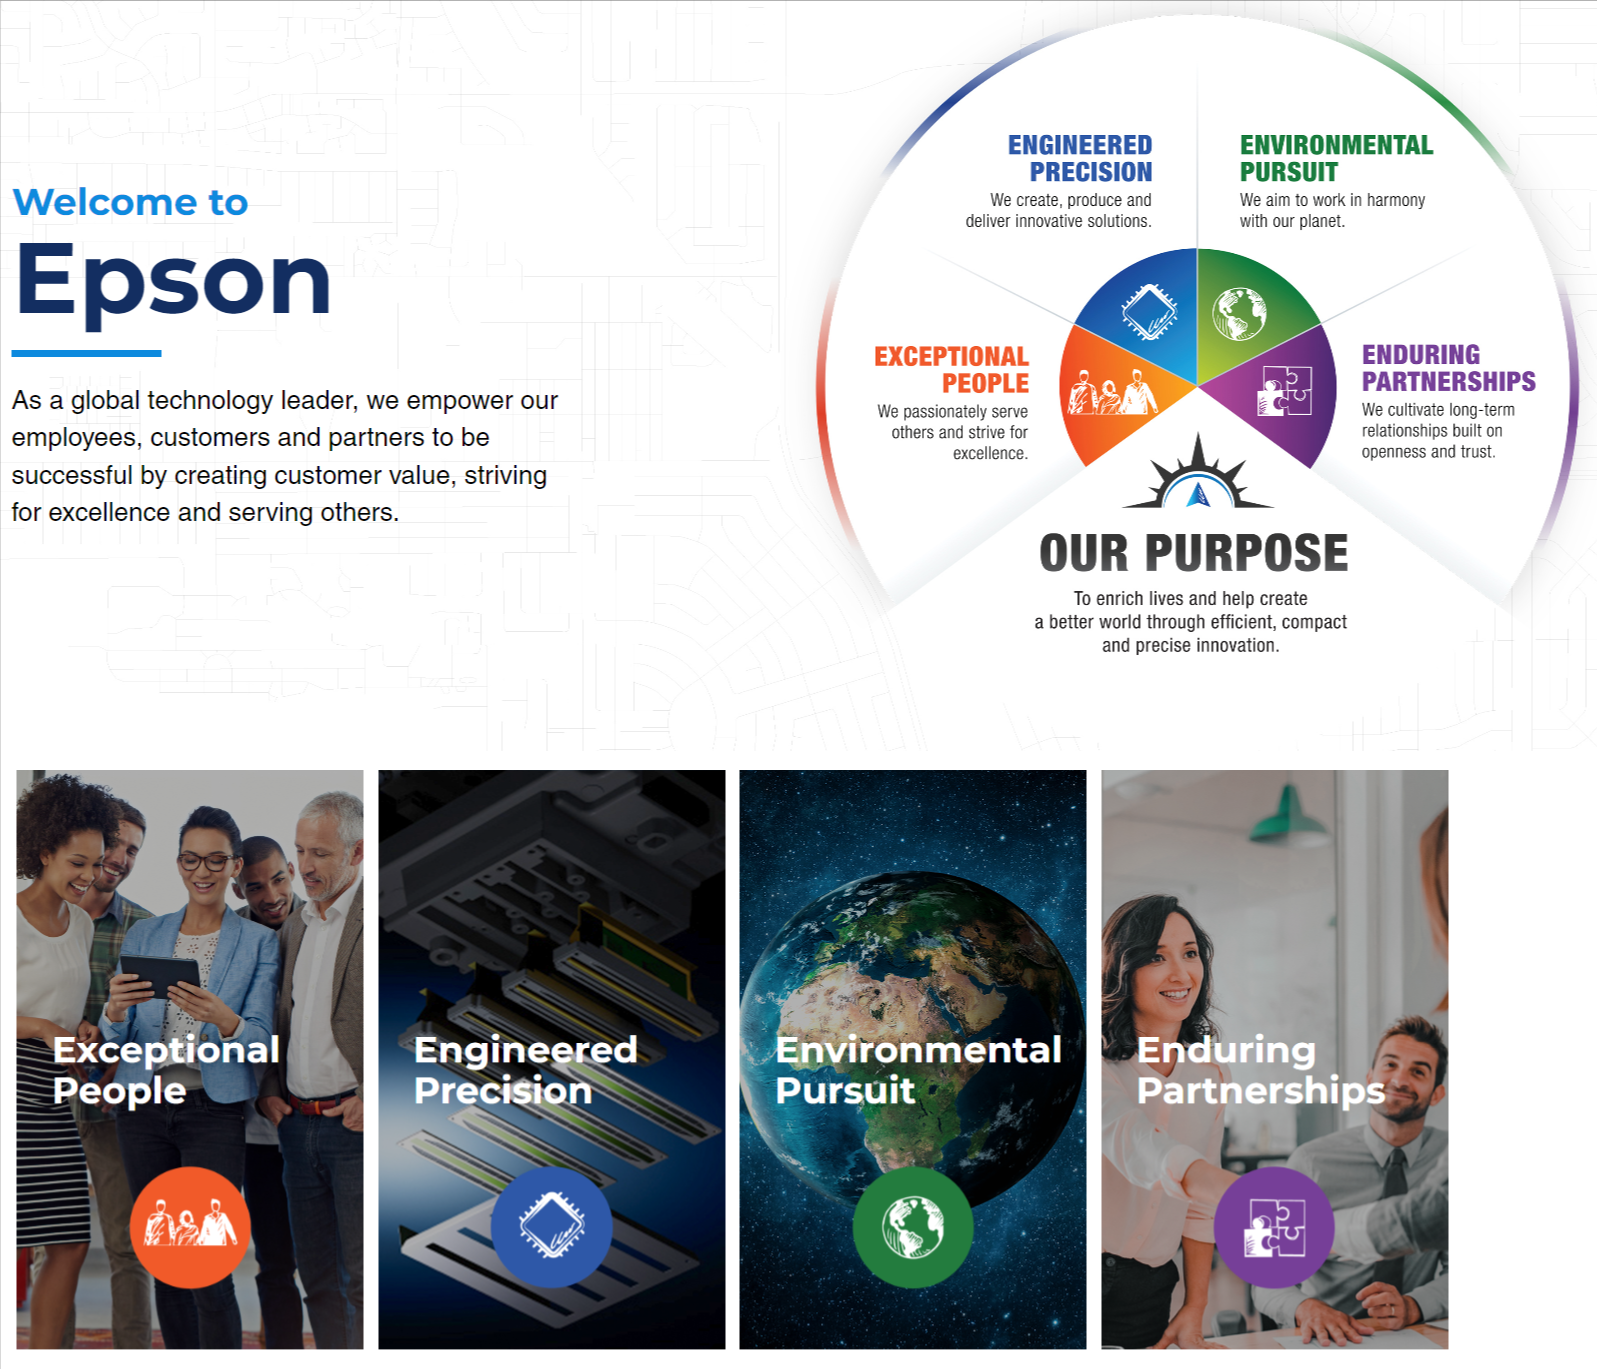 Welcome to
Epson
As a global technology leader, we empower our
employees, customers and partners to be
successful by creating customer value, striving
for excellence and serving others.
ENGINEERED
PRECISION
We create, produce and
deliver innovative solutions.
ENVIRONMENTAL
PURSUIT
We aim to work in harmony
with our planet.
EXCEPTIONAL
PEOPLE
We passionately serve
others and strive for
excellence.
ENDURING
PARTNERSHIPS
We cultivate long-term
relationships built on
openness and trust.
OUR PURPOSE
To enrich lives and help create
a better world through efficient, compact
and precise innovation.
Exceptional
People
Engineered
Precision
Environmental
Pursuit
Enduring
Partnerships